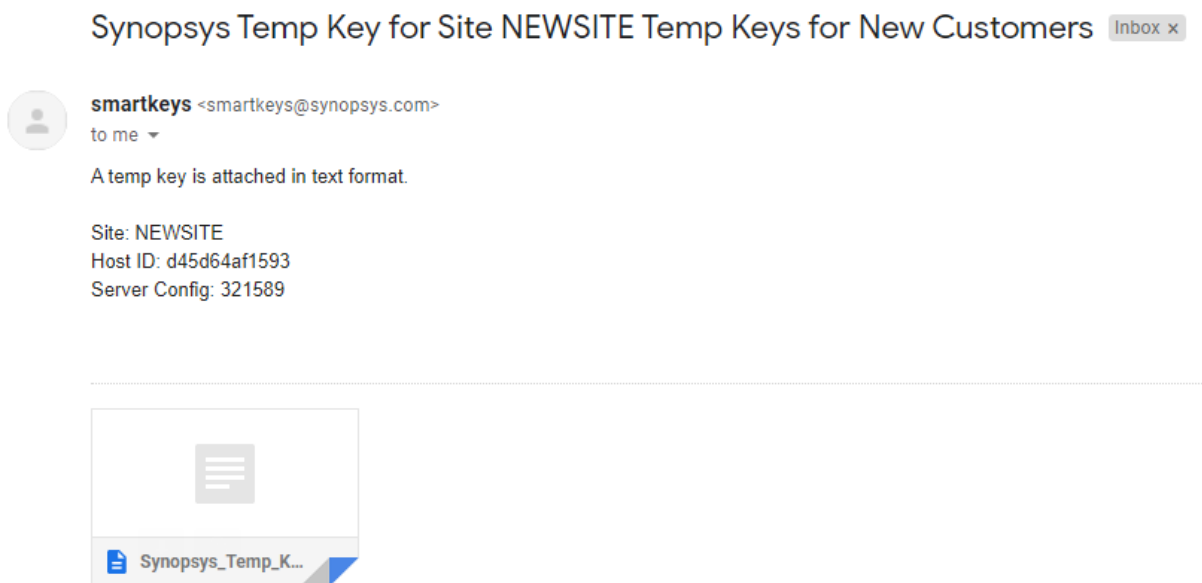 Synopsys Temp Key for Site NEWSITE Temp Keys for New Customers Inbox x
smartkeys <smartkeys@synopsys.com>
to me
A temp key is attached in text format.
Site: NEWSITE
Host ID: d45d64af1593
Server Config: 321589
Synopsys_Temp_K...